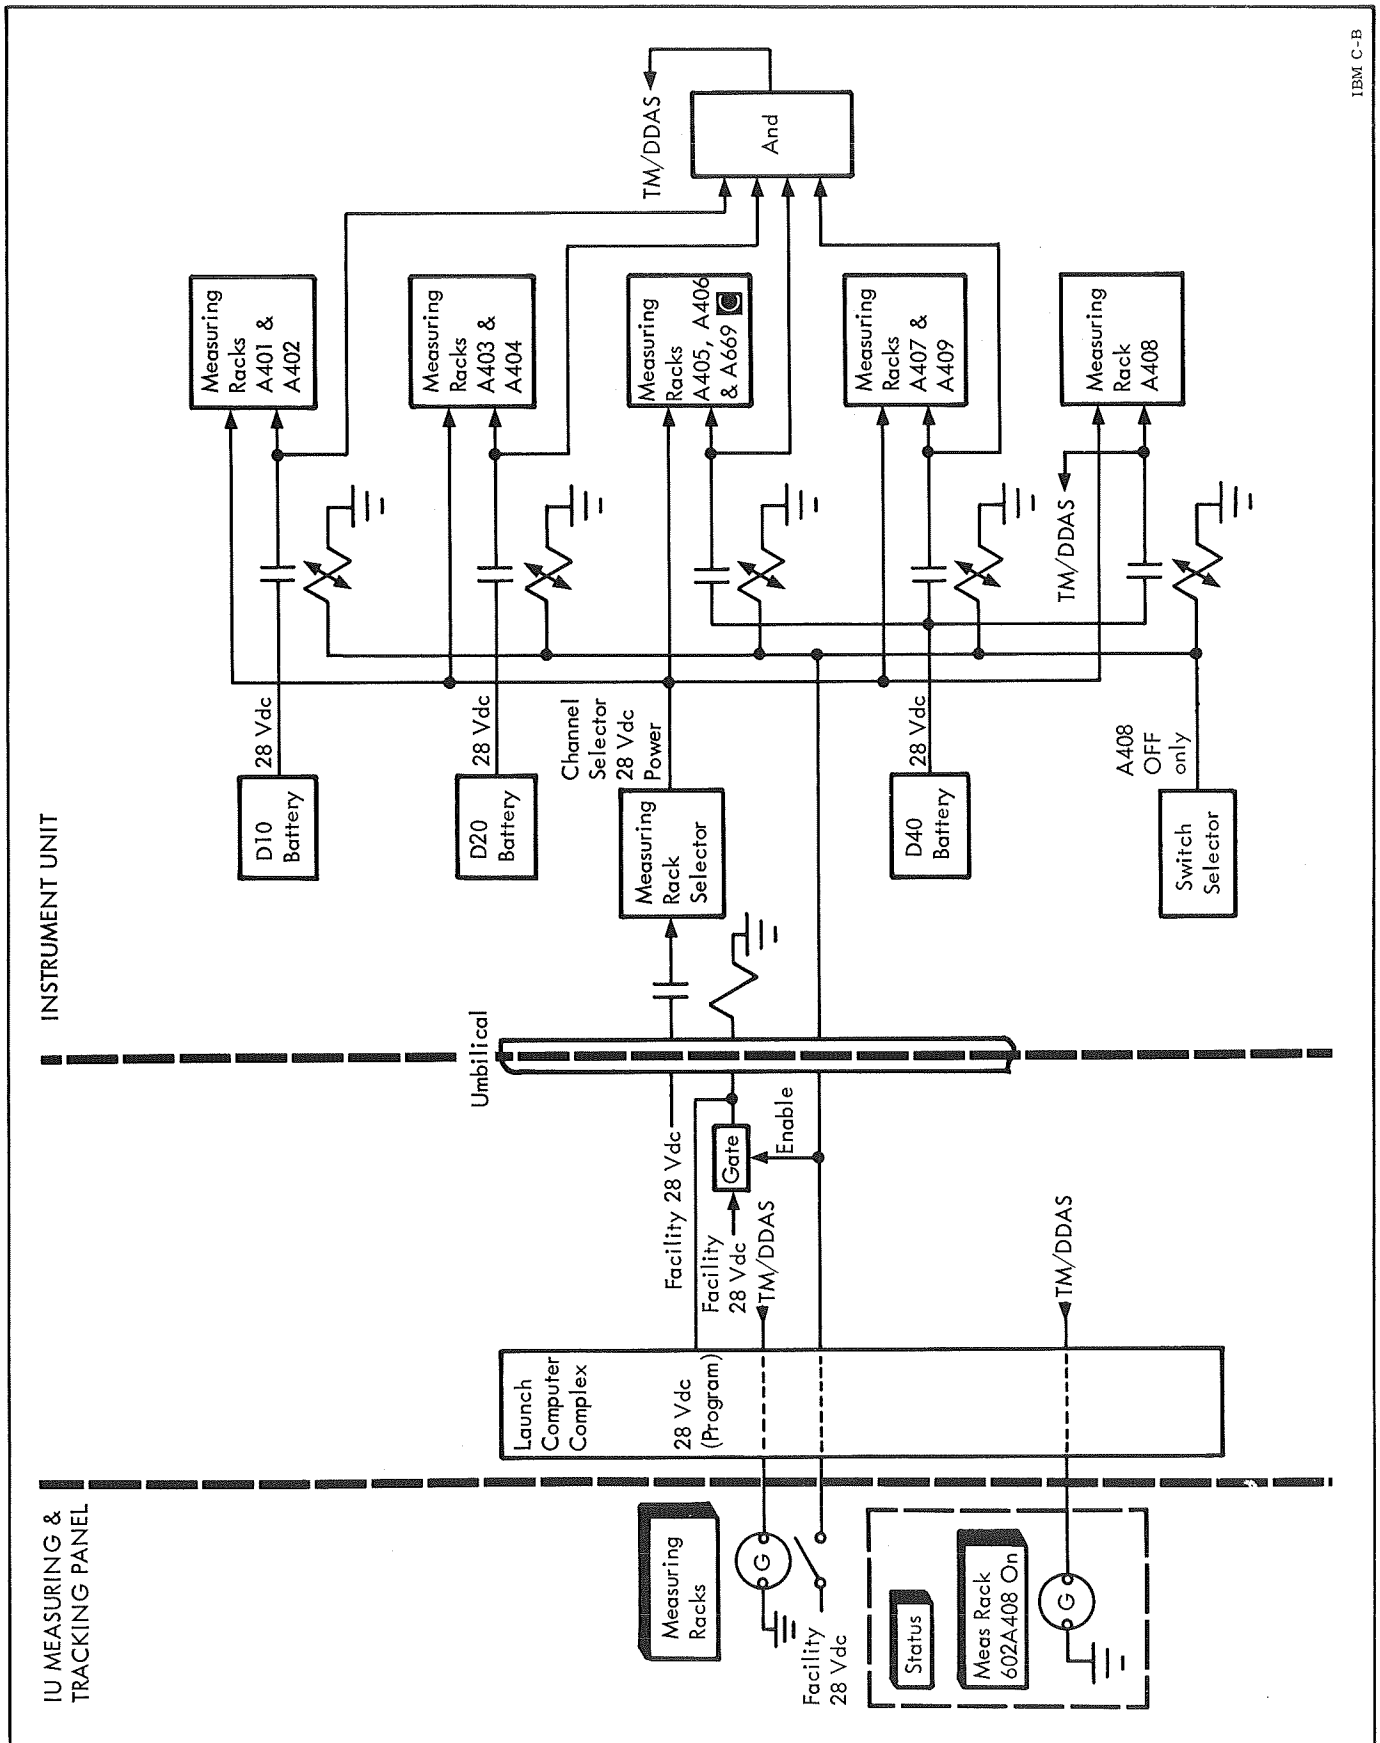 IU MEASURING &
TRACKING PANEL
INSTRUMENT UNIT
Measuring
Racks
G
Facility
28 Vdc
Status
Meas Rack
602A408 On
G
Launch
Computer
Complex
28 Vdc
(Program)
TM/DDAS
TM/DDAS
Facility 28 Vdc
Facility
28 Vdc
Gate
Enable
Umbilical
D10
Battery
28 Vdc
D20
Battery
28 Vdc
Measuring
Rack
Selector
Channel
Selector
28 Vdc
Power
D40
Battery
28 Vdc
Switch
Selector
A408
OFF
only
TM/DDAS
Measuring
Racks
A401 &
A402
Measuring
Racks
A403 &
A404
Measuring
Racks
A405, A406
& A669 C
Measuring
Racks
A407 &
A409
Measuring
Rack
A408
TM/DDAS
And
IBM C-B